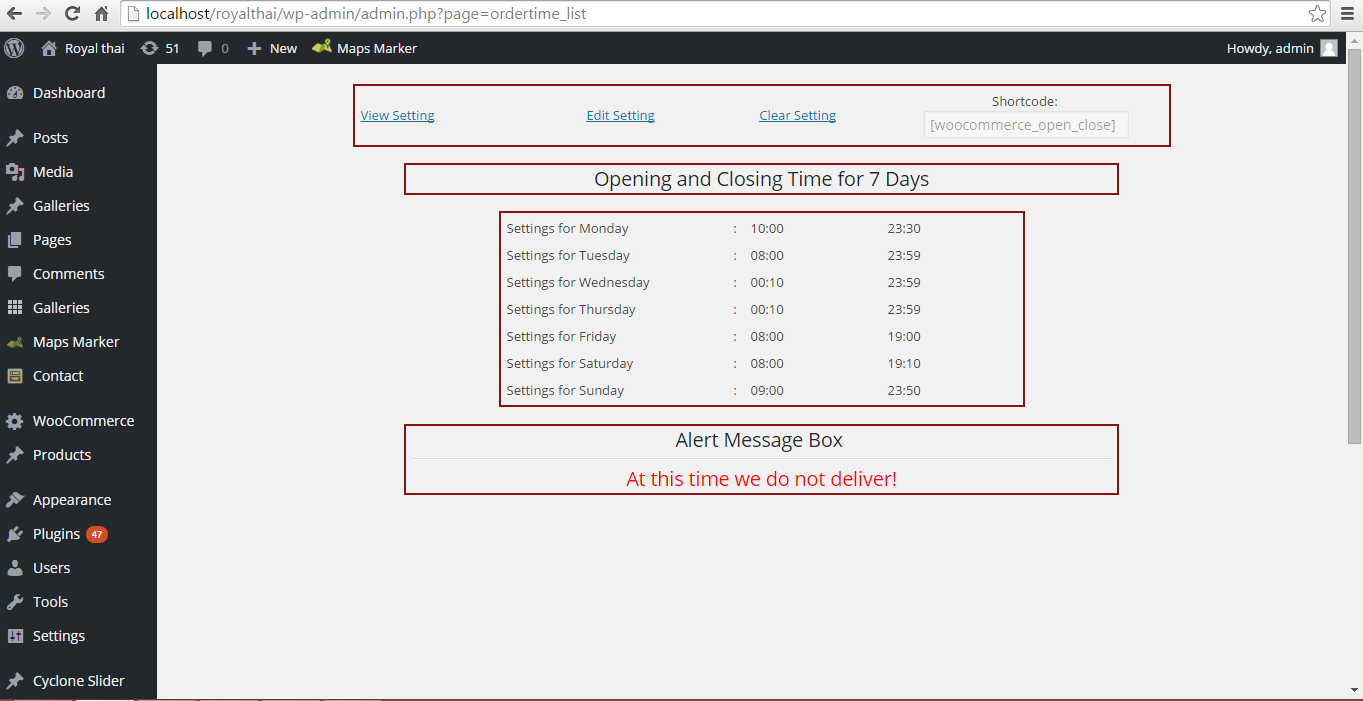 localhost/royalthai/wp-admin/admin.php?page=ordertime_list
Royal thai 51 0 New Maps Marker Howdy, admin
Dashboard
Posts
Media
Galleries
Pages
Comments
Galleries
Maps Marker
Contact
WooCommerce
Products
Appearance
Plugins 47
Users
Tools
Settings
Cyclone Slider
View Setting Edit Setting Clear Setting
Shortcode:
[woocommerce_open_close]
Opening and Closing Time for 7 Days
Settings for Monday : 10:00 23:30
Settings for Tuesday : 08:00 23:59
Settings for Wednesday : 00:10 23:59
Settings for Thursday : 00:10 23:59
Settings for Friday : 08:00 19:00
Settings for Saturday : 08:00 19:10
Settings for Sunday : 09:00 23:50
Alert Message Box
At this time we do not deliver!